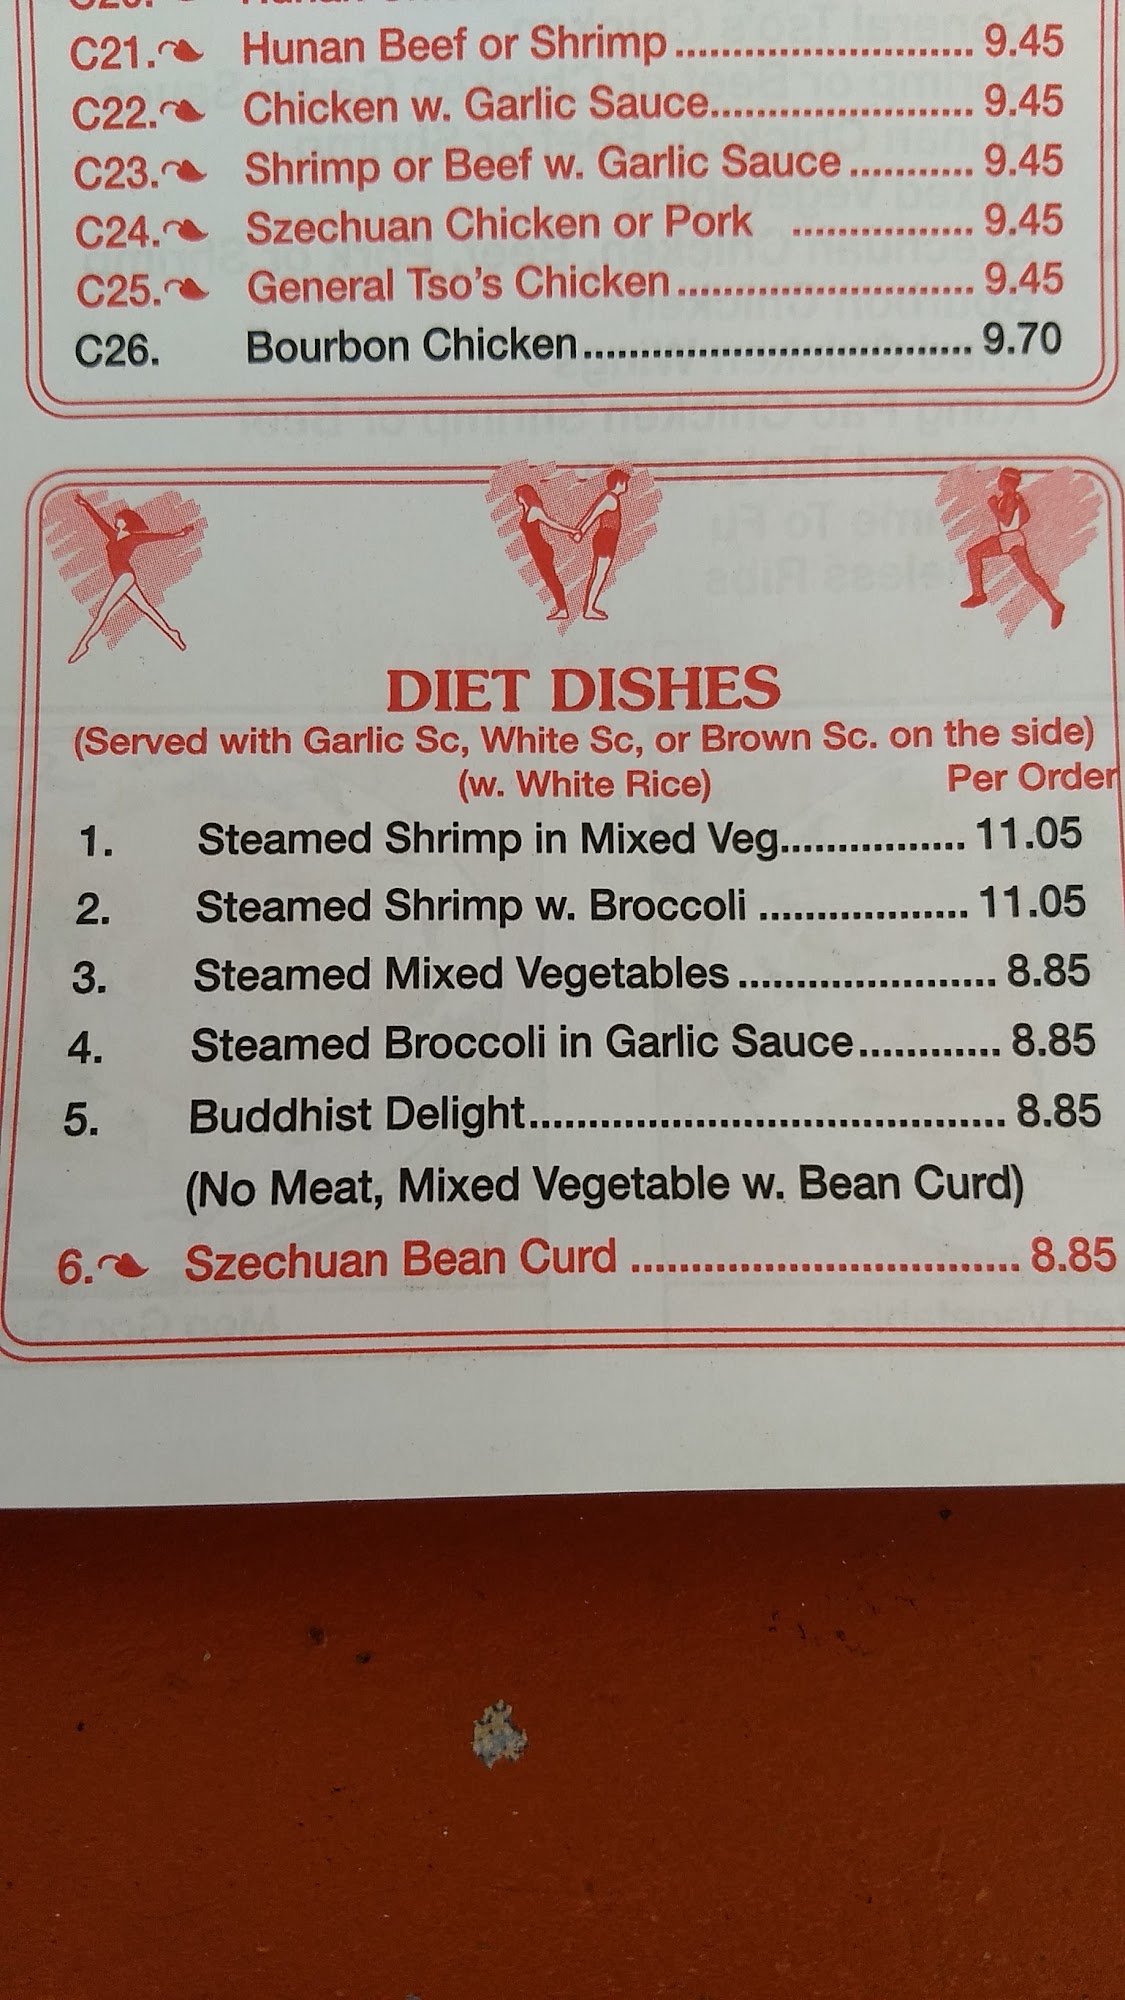 C21. Hunan Beef or Shrimp.......................... 9.45
C22. Chicken w. Garlic Sauce....................... 9.45
C23. Shrimp or Beef w. Garlic Sauce ........... 9.45
C24. Szechuan Chicken or Pork ................ 9.45
C25. General Tso's Chicken.......................... 9.45
C26. Bourbon Chicken.................................. 9.70
DIET DISHES
(Served with Garlic Sc, White Sc, or Brown Sc. on the side)
(w. White Rice) Per Order
1. Steamed Shrimp in Mixed Veg................ 11.05
2. Steamed Shrimp w. Broccoli .................. 11.05
3. Steamed Mixed Vegetables ...................... 8.85
4. Steamed Broccoli in Garlic Sauce............ 8.85
5. Buddhist Delight......................................... 8.85
(No Meat, Mixed Vegetable w. Bean Curd)
6. Szechuan Bean Curd ................................. 8.85